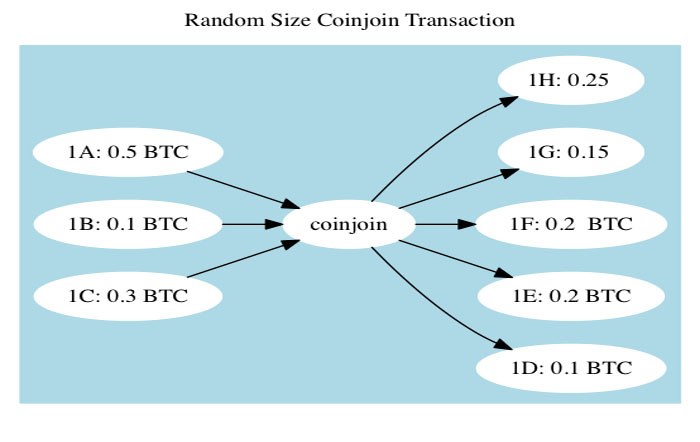 Random Size Coinjoin Transaction
1H: 0.25
1A: 0.5 BTC
1G: 0.15
1B: 0.1 BTC
coinjoin
1F: 0.2  BTC
1C: 0.3 BTC
1E: 0.2 BTC
1D: 0.1 BTC